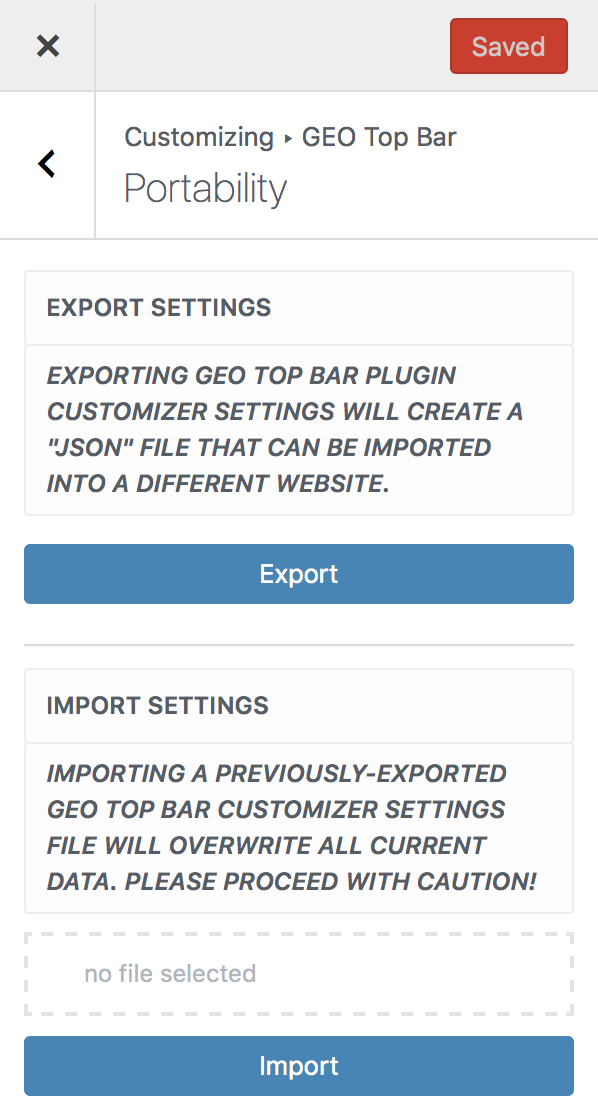 Saved
Customizing ▸ GEO Top Bar
Portability
EXPORT SETTINGS
EXPORTING GEO TOP BAR PLUGIN
CUSTOMIZER SETTINGS WILL CREATE A
"JSON" FILE THAT CAN BE IMPORTED
INTO A DIFFERENT WEBSITE.
Export
IMPORT SETTINGS
IMPORTING A PREVIOUSLY-EXPORTED
GEO TOP BAR CUSTOMIZER SETTINGS
FILE WILL OVERWRITE ALL CURRENT
DATA. PLEASE PROCEED WITH CAUTION!
no file selected
Import